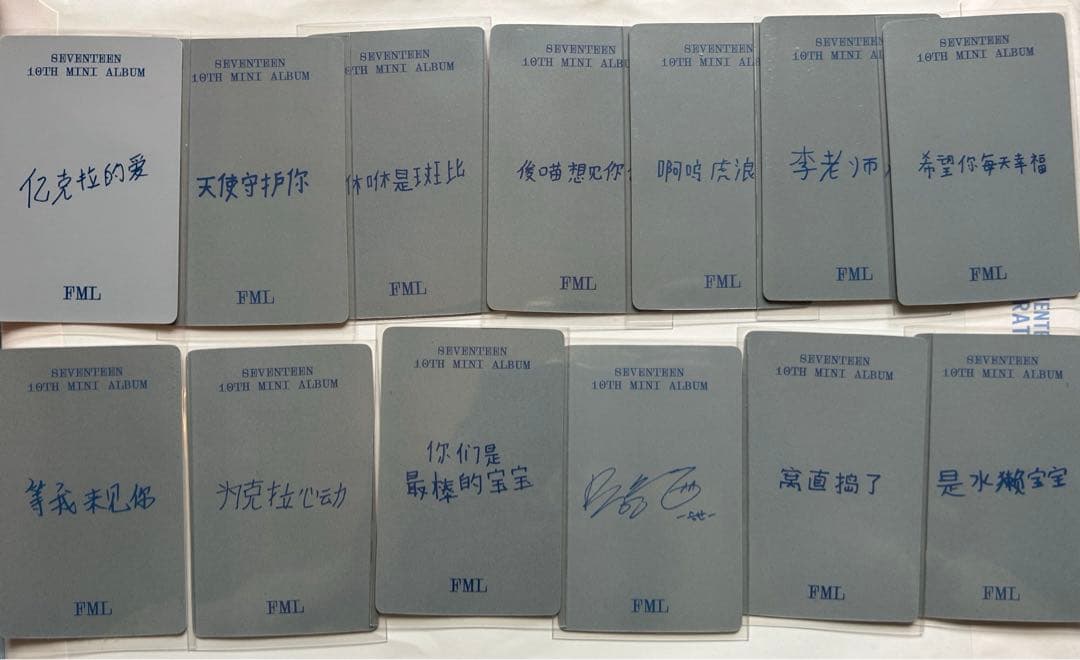 SEVENTEEN
10TH MINI ALBUM
亿克拉的爱
FML
SEVENTEEN
10TH MINI ALBUM
天使守护你
FML
SEVENTEEN
10TH MINI ALBUM
咻是斑比
FML
SEVENTEEN
10TH MINI ALBUM
俊喵想见你
FML
SEVENTEEN
10TH MINI AL
啊呜虎浪
FML
SEVENTEEN
10TH MINI AL
李老师
FML
SEVENTEEN
10TH MINI ALBUM
希望你每天幸福
FML
SEVENTEEN
10TH MINI ALBUM
等我来见你
FML
SEVENTEEN
10TH MINI ALBUM
为克拉心动
FML
SEVENTEEN
10TH MINI ALBUM
你们是
最棒的宝宝
FML
SEVENTEEN
10TH MINI ALBUM
FML
SEVENTEEN
10TH MINI ALBUM
窝直捣了
FML
SEVENTEEN
10TH MINI ALBUM
是水獭宝宝
FML